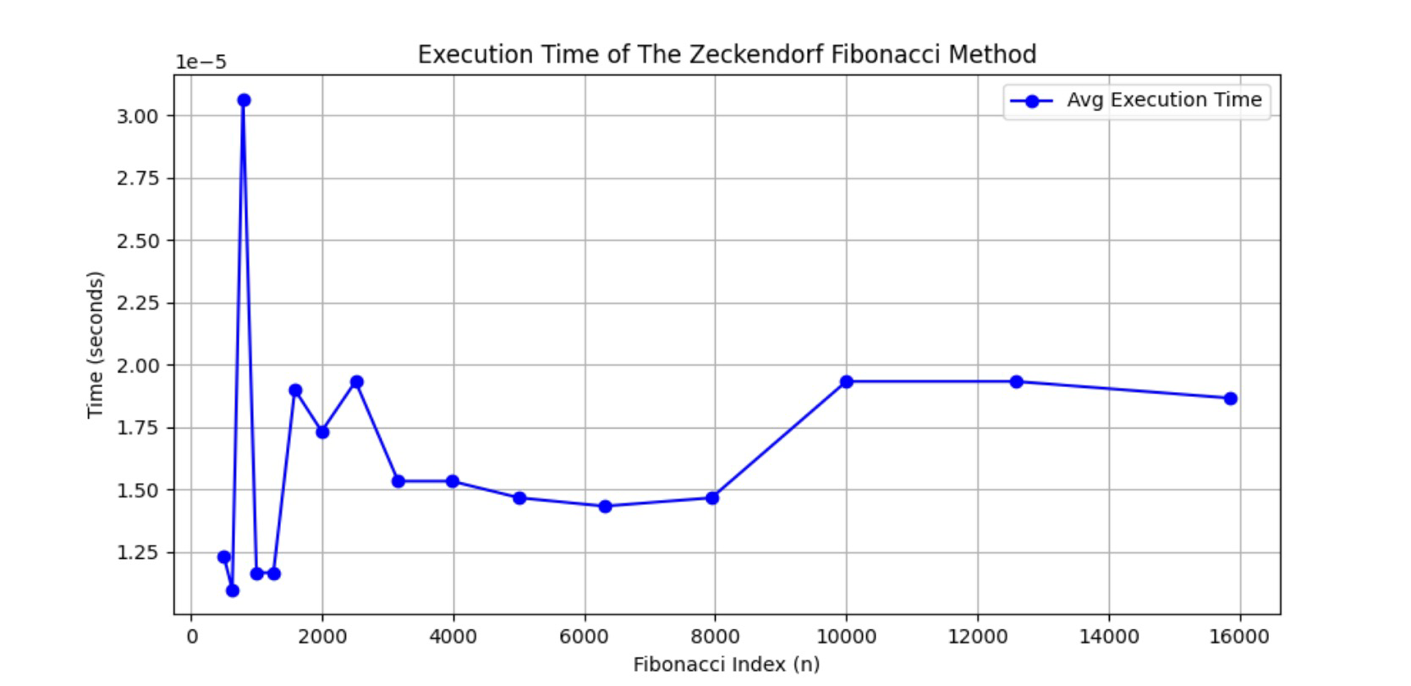 Execution Time of The Zeckendorf Fibonacci Method
1e−5
Avg Execution Time
3.00
2.75
2.50
2.25
2.00
1.75
1.50
1.25
Time (seconds)
0 2000 4000 6000 8000 10000 12000 14000 16000
Fibonacci Index (n)